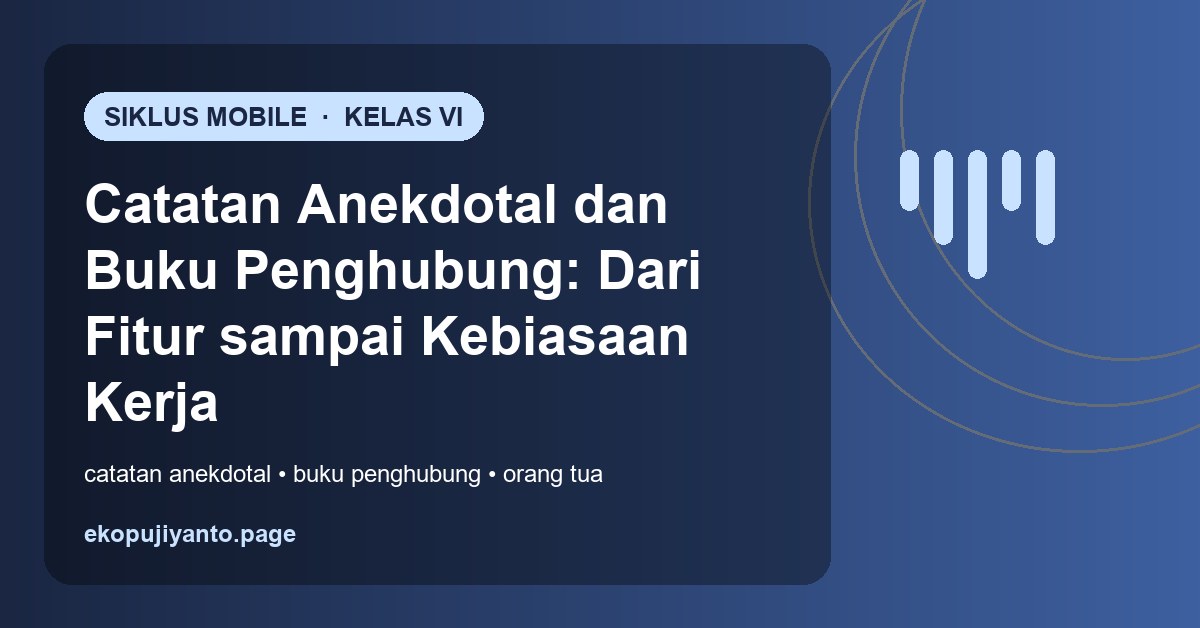 SIKLUS MOBILE · KELAS VI
Catatan Anekdotal dan
Buku Penghubung: Dari
Fitur sampai Kebiasaan
Kerja
catatan anekdotal • buku penghubung • orang tua
ekopujiyanto.page